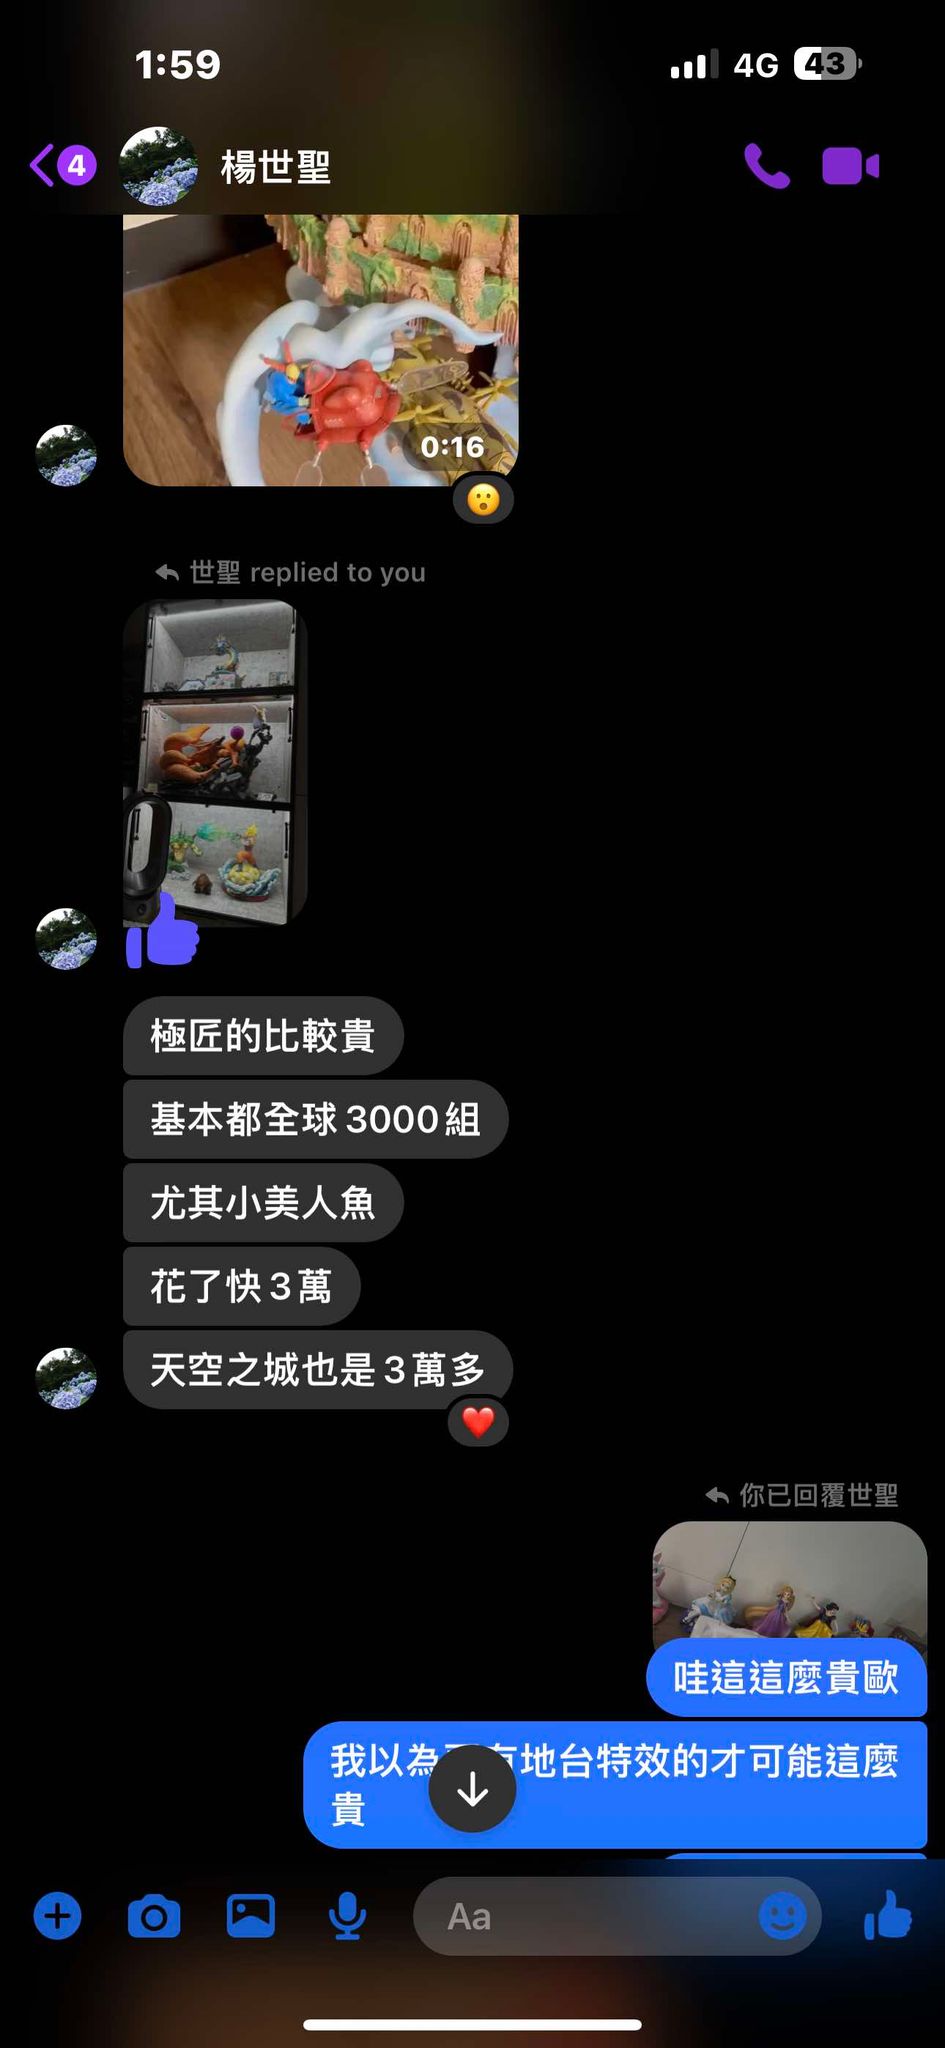 1:59
4G
43
4
楊世聖
0:16
世聖 replied to you
極匠的比較貴
基本都全球3000組
尤其小美人魚
花了快3萬
天空之城也是3萬多
你已回覆世聖
哇這這麼貴歐
我以為 有地台特效的才可能這麼
貴
Aa